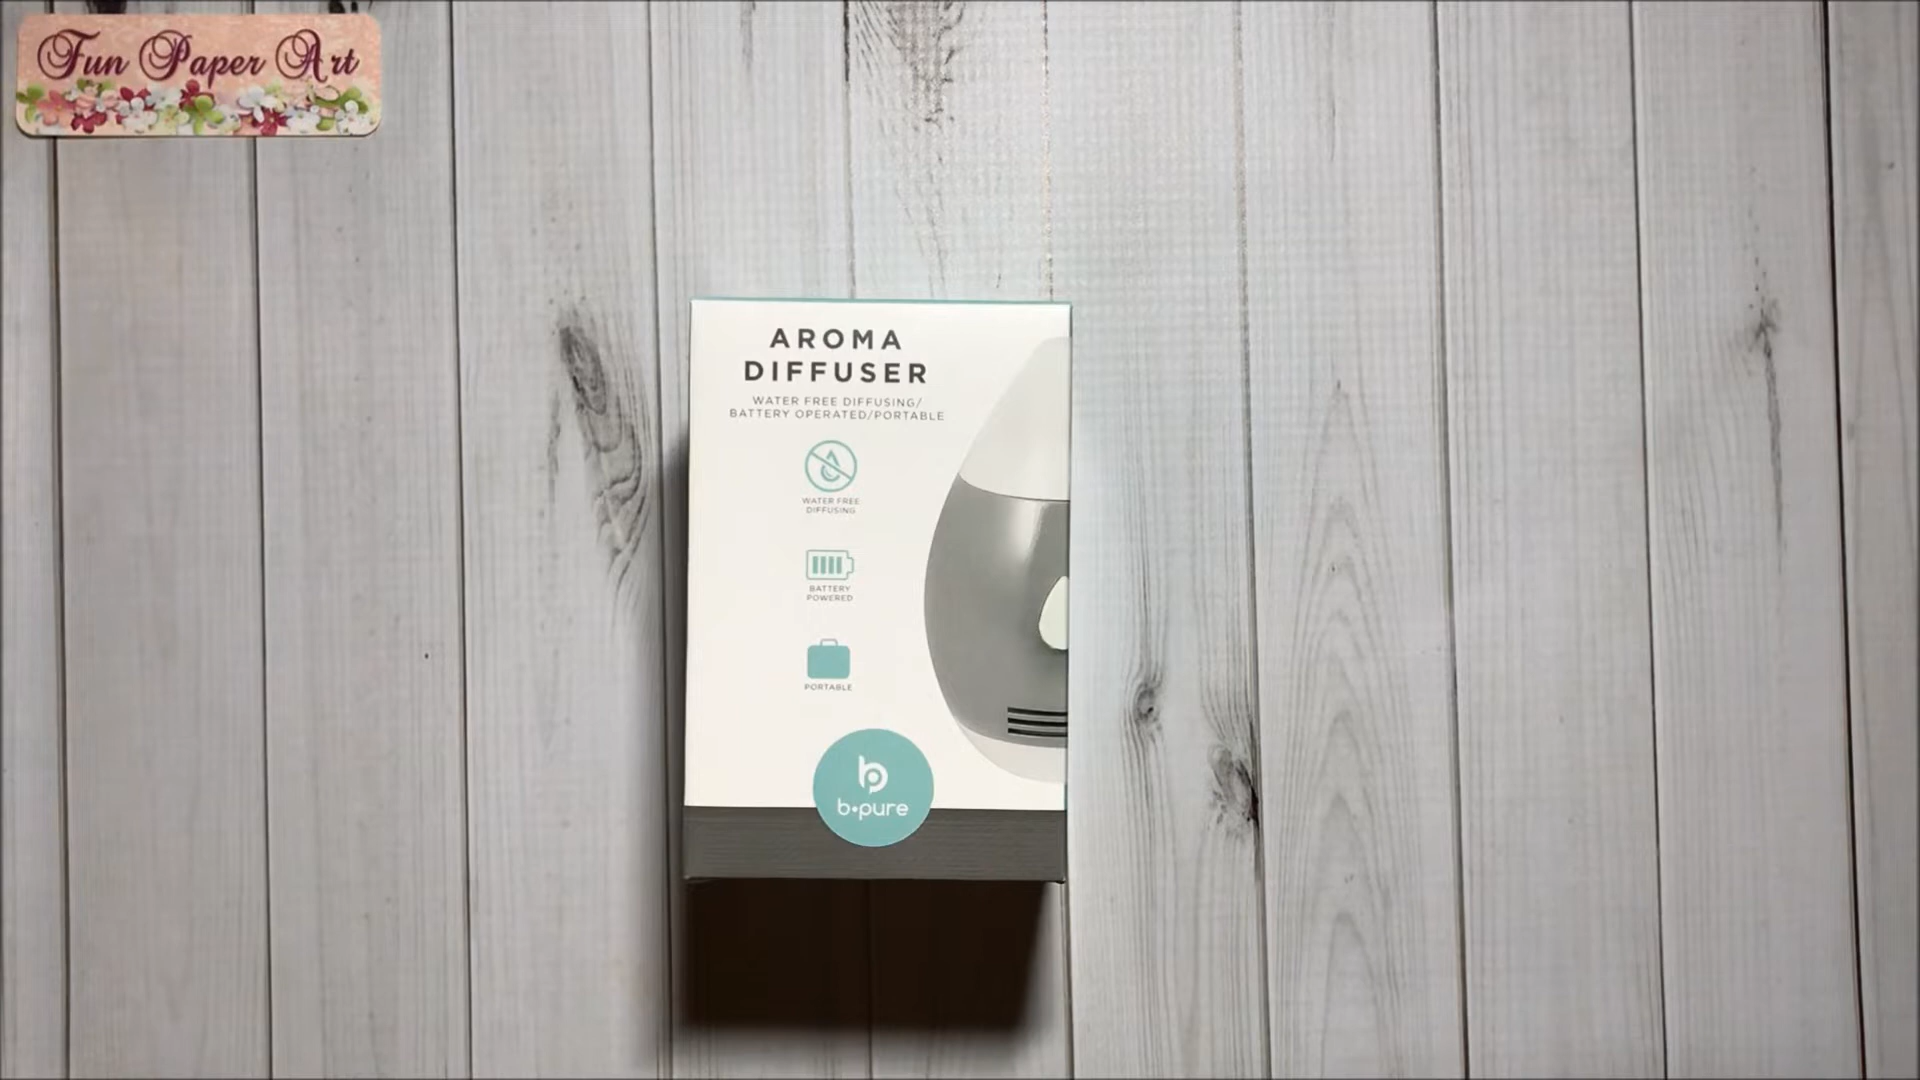 Fun Paper Art
AROMA
DIFFUSER
WATER FREE DIFFUSING/
BATTERY OPERATED/PORTABLE
WATER FREE
DIFFUSING
BATTERY
POWERED
PORTABLE
b•pure